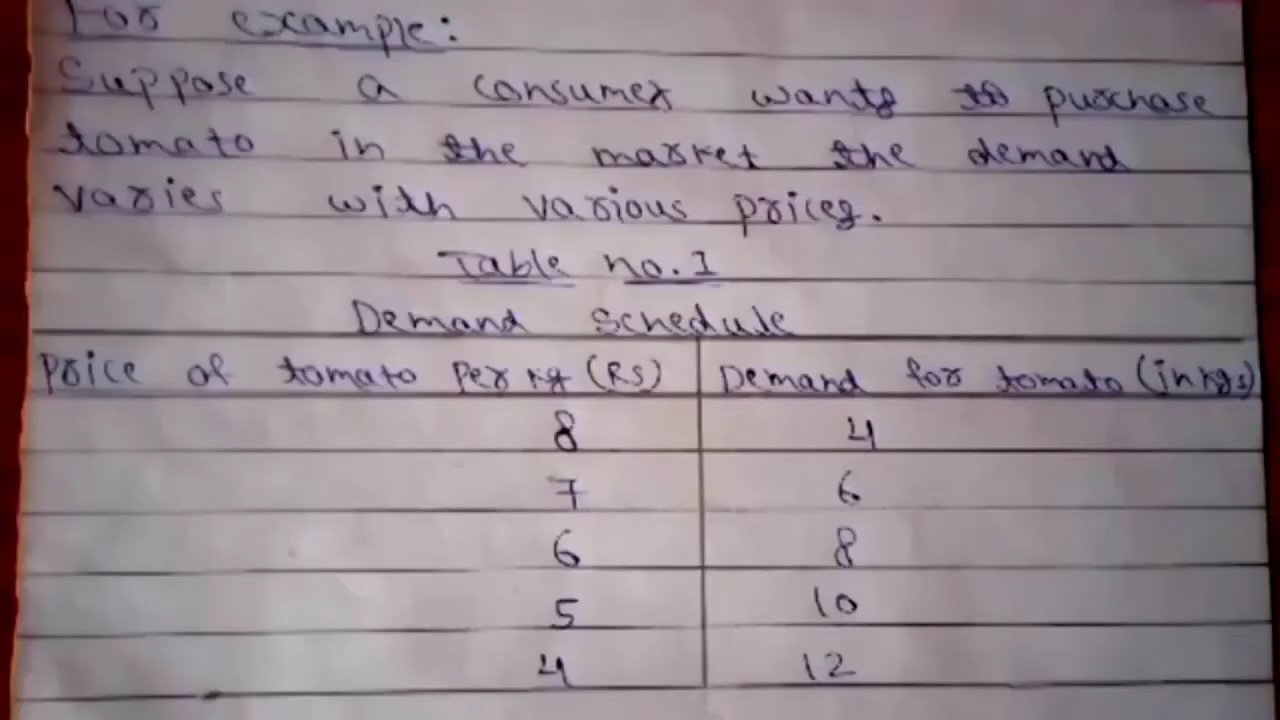 For example:
Suppose a consumer wants to purchase
tomato in the market the demand
varies with various prices.
Table no.1
Demand Schedule
Price of tomato Per kg (RS) Demand for tomato (in kgs)
8 4
7 6
6 8
5 10
4 12